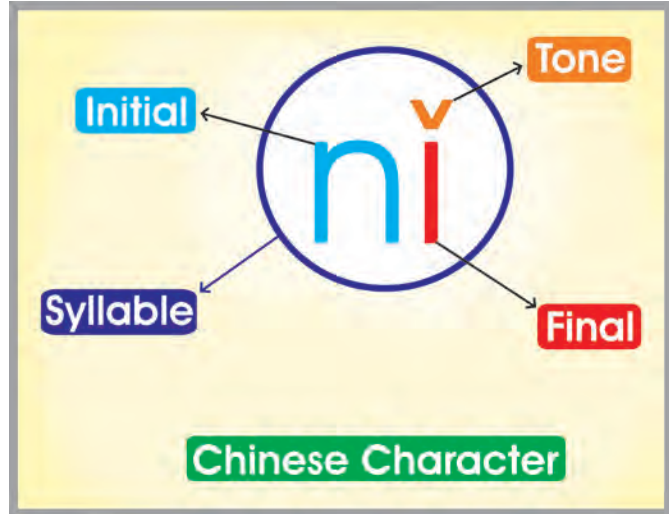 Tone
Initial
nǐ
Syllable
Final
Chinese Character